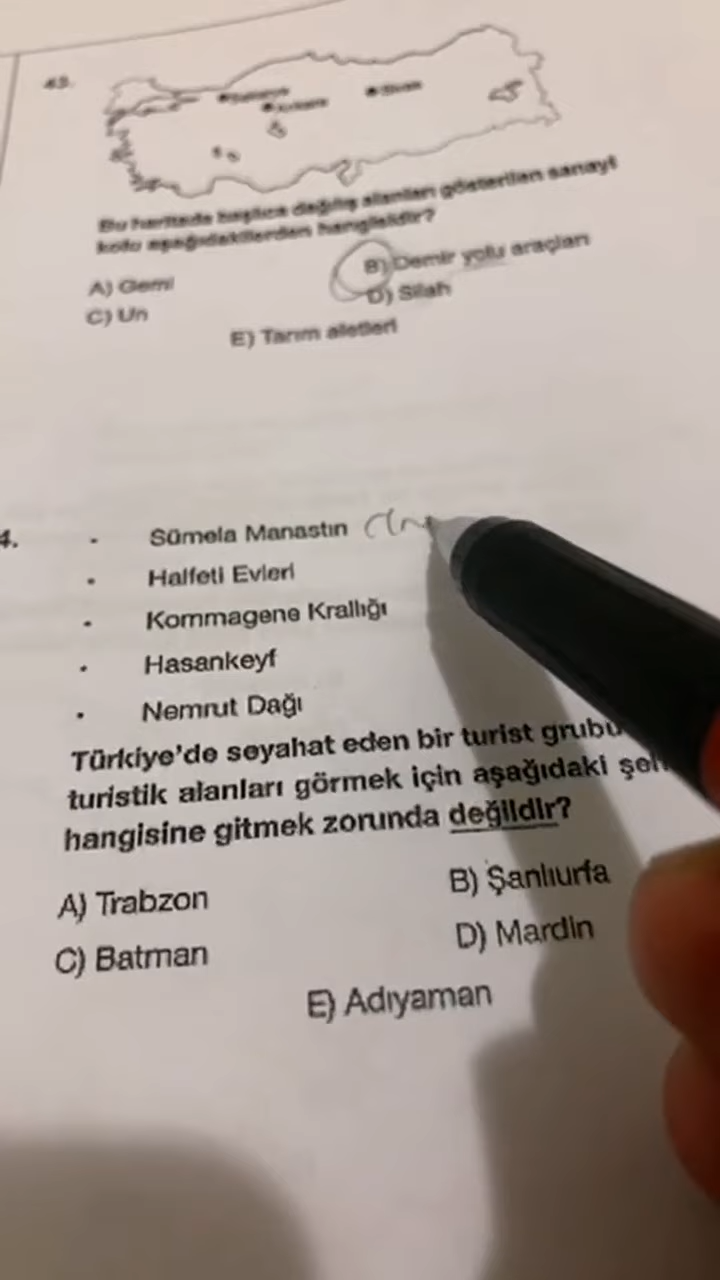 43.
Sivas
Bu haritada başlıca dağılış alanları gösterilen sanayi
kolu aşağıdakilerden hangisidir?
A) Gemi
B) Demir yolu araçları
C) Un
D) Silah
E) Tarım aletleri
4.
• Sümela Manastırı
• Halfeti Evleri
• Kommagene Krallığı
• Hasankeyf
• Nemrut Dağı
Türkiye'de seyahat eden bir turist grubu
turistik alanları görmek için aşağıdaki
hangisine gitmek zorunda değildir?
A) Trabzon
B) Şanlıurfa
C) Batman
D) Mardin
E) Adıyaman